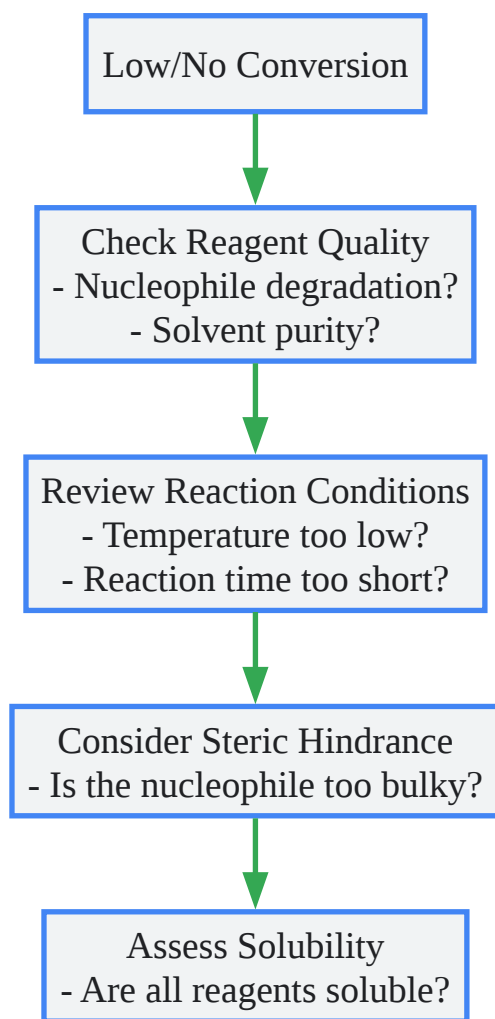 Low/No Conversion
Check Reagent Quality
- Nucleophile degradation?
- Solvent purity?
Review Reaction Conditions
- Temperature too low?
- Reaction time too short?
Consider Steric Hindrance
- Is the nucleophile too bulky?
Assess Solubility
- Are all reagents soluble?